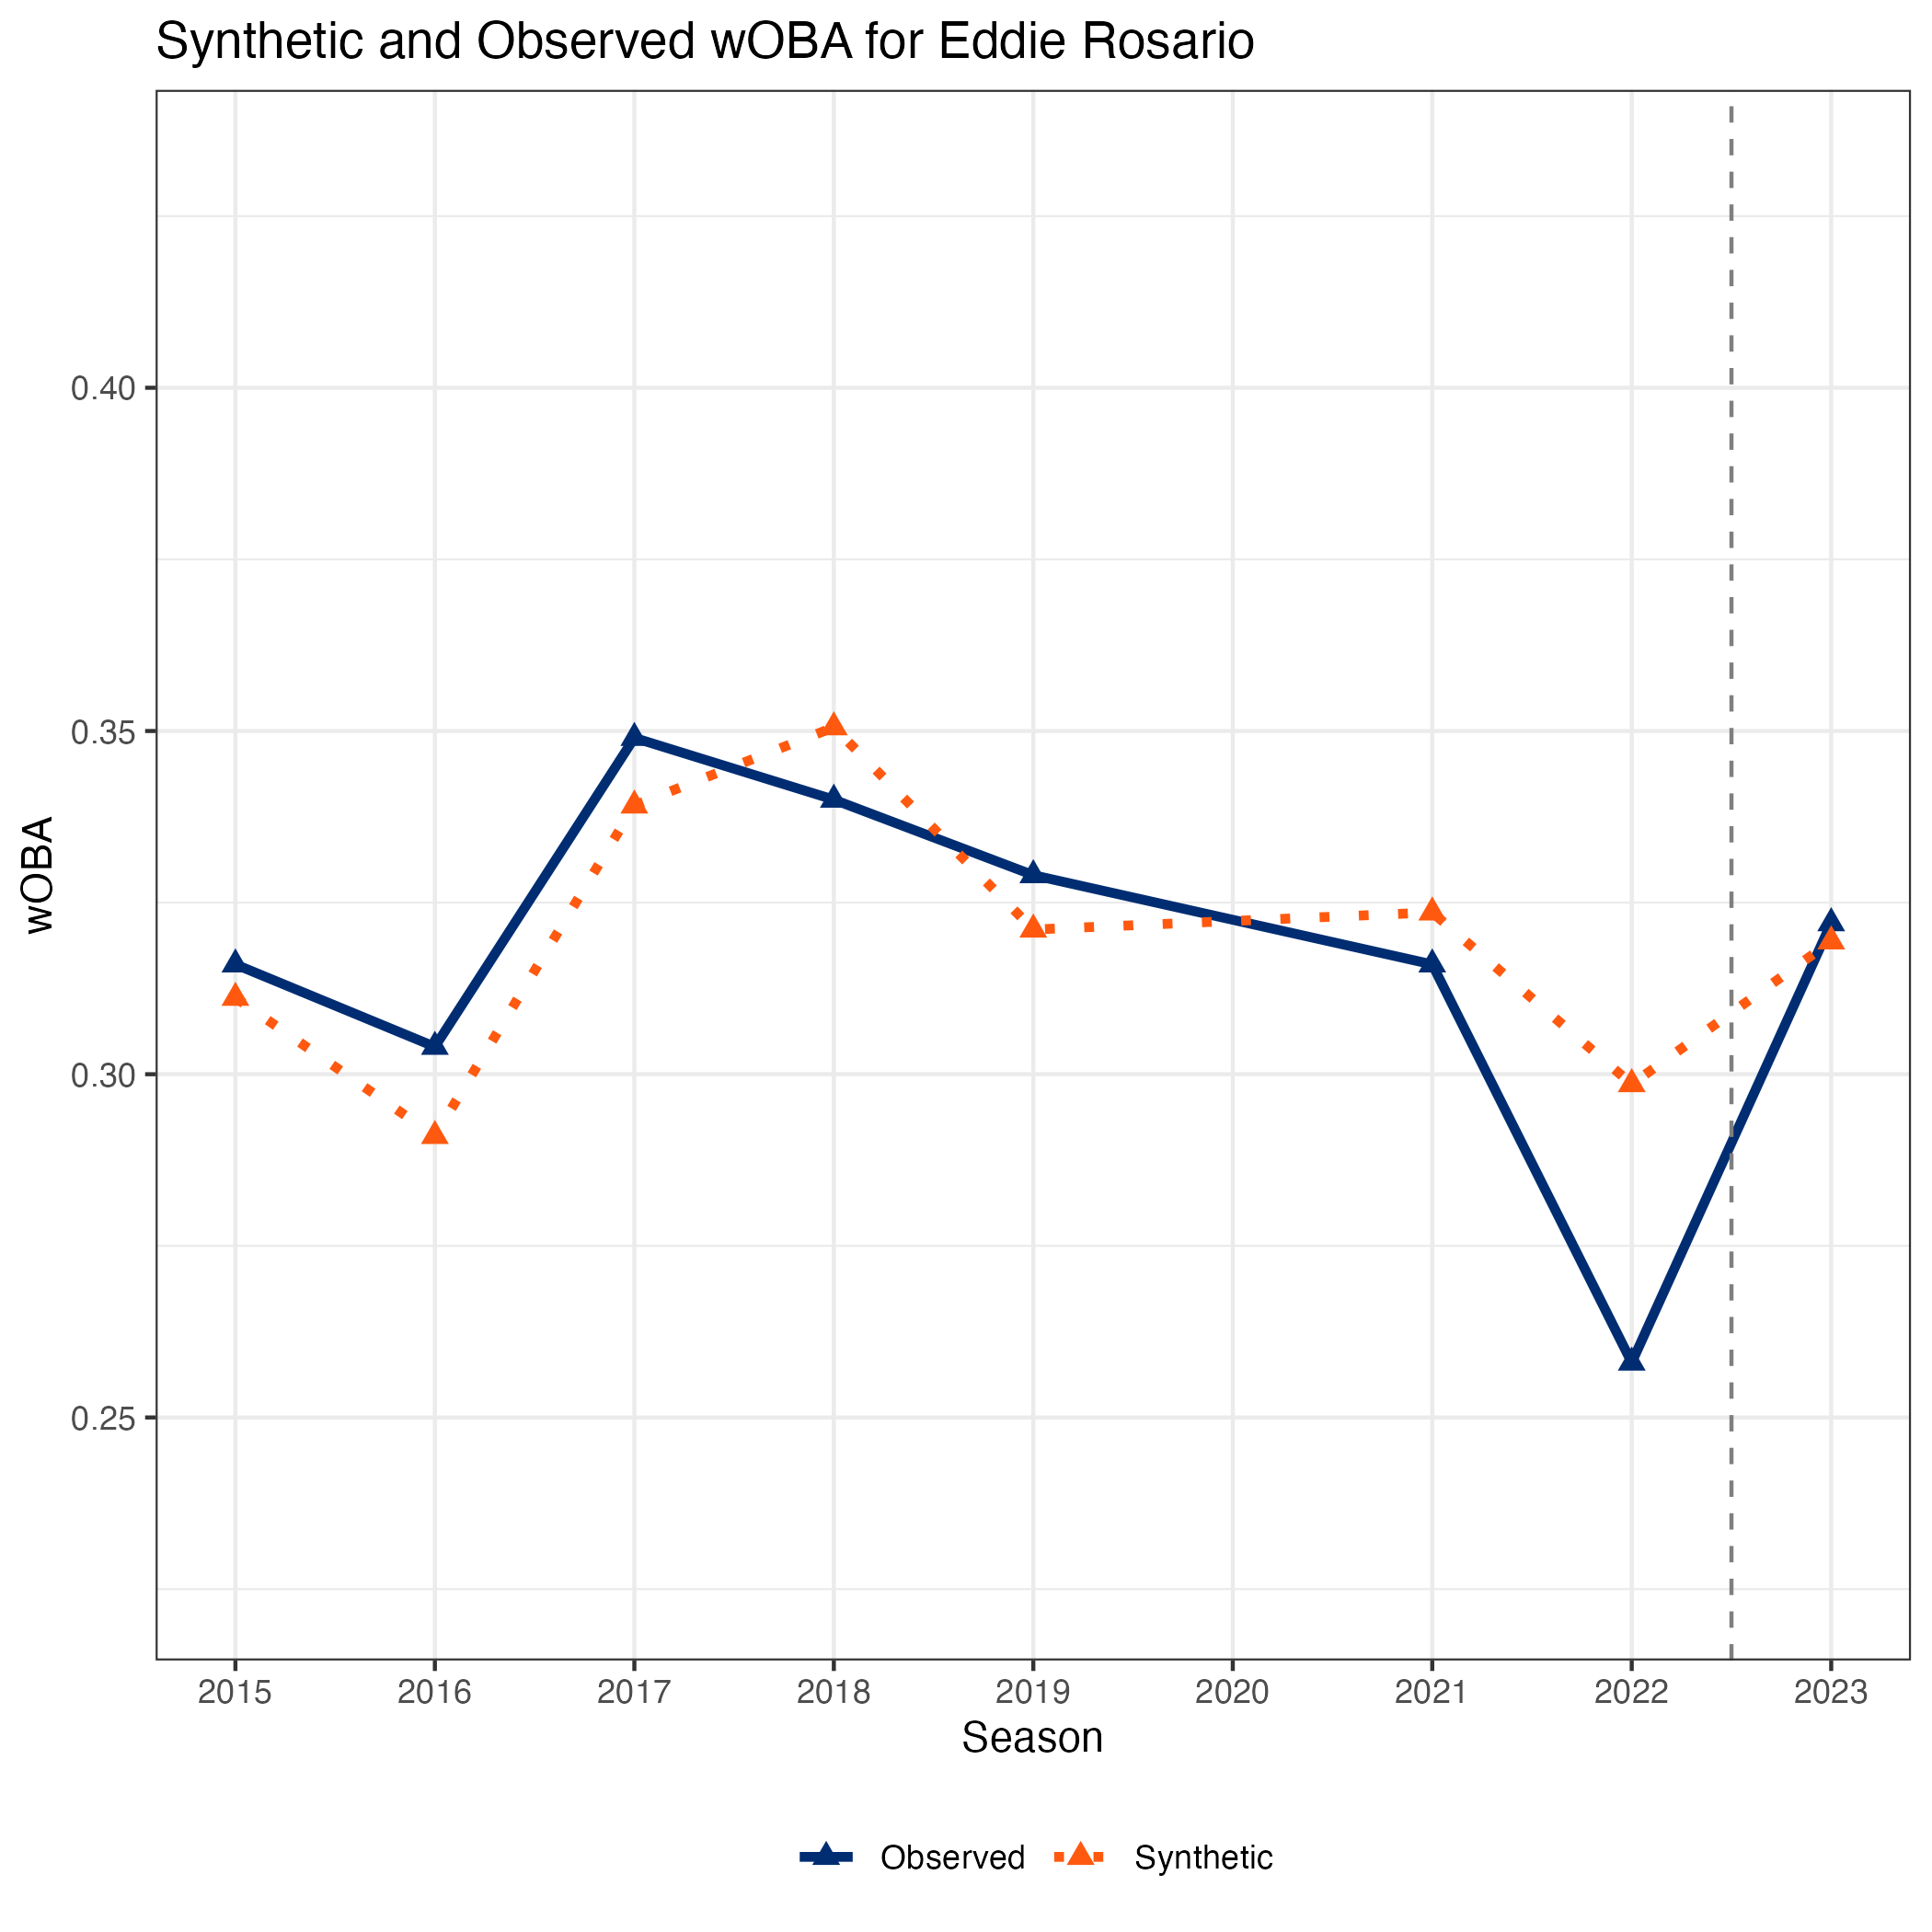 Synthetic and Observed wOBA for Eddie Rosario
wOBA
0.40
0.35
0.30
0.25
2015 2016 2017 2018 2019 2020 2021 2022 2023
Season
Observed Synthetic